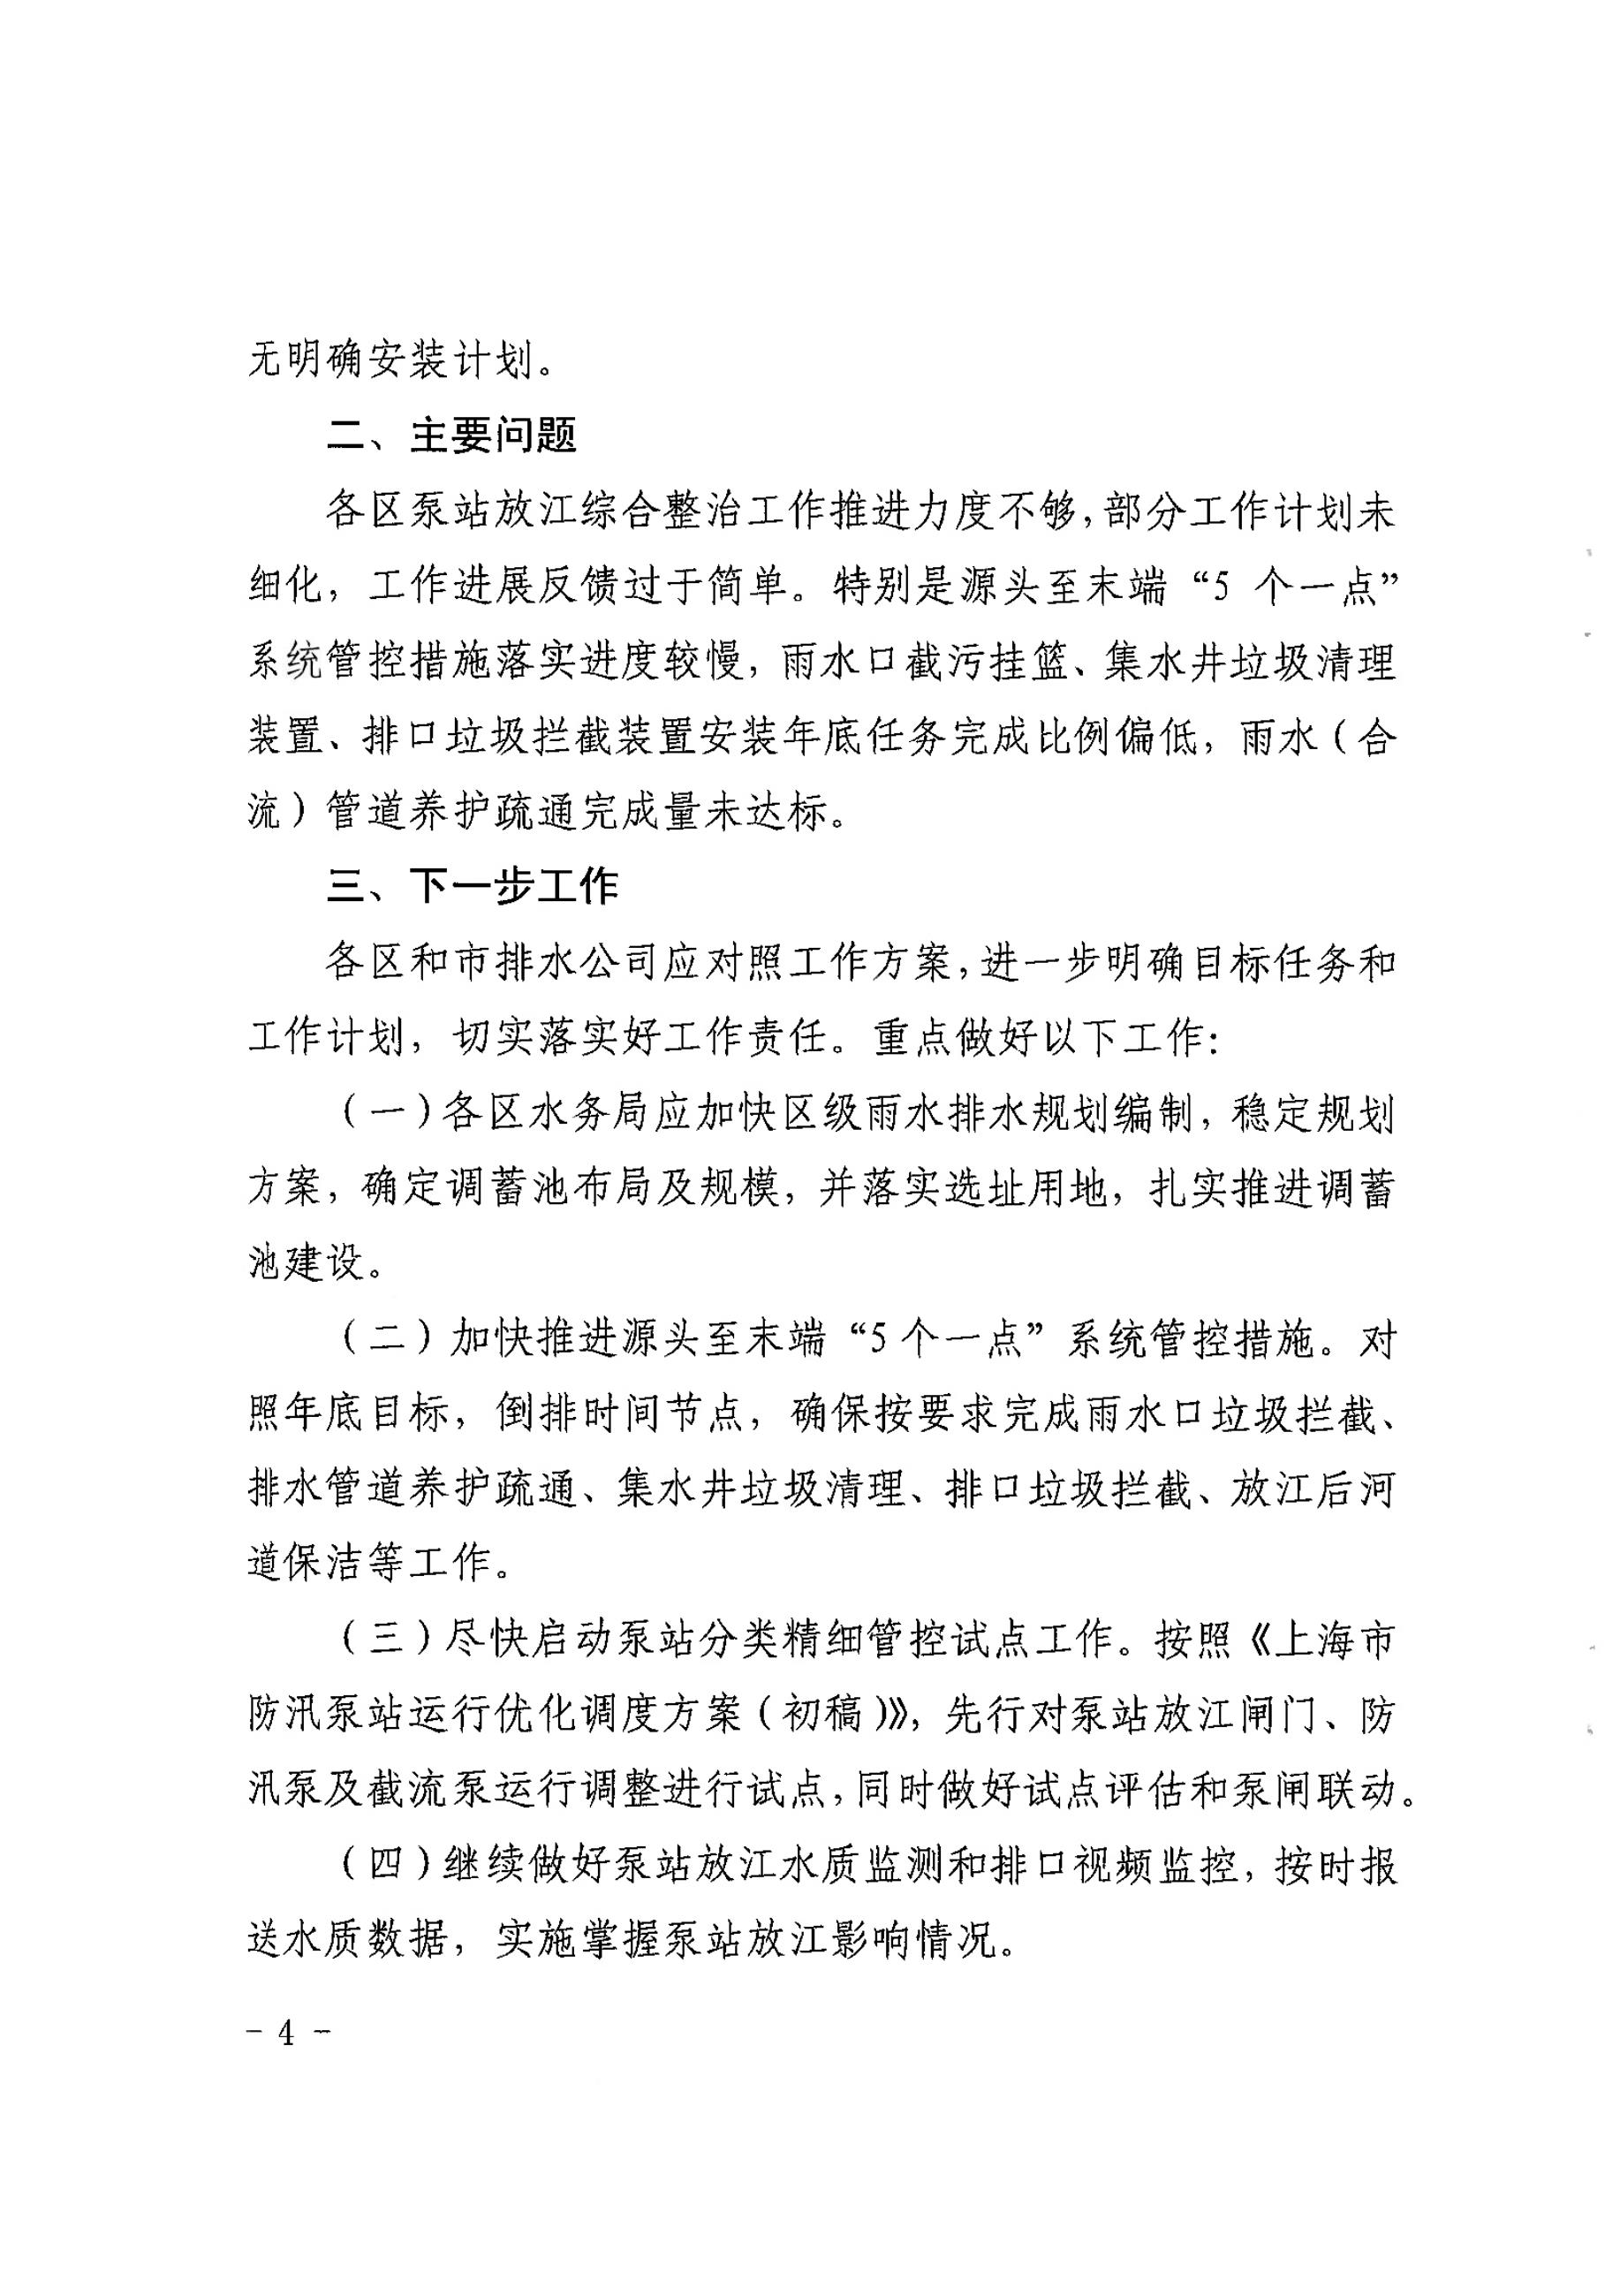 无明确安装计划。
二、主要问题
各区泵站放江综合整治工作推进力度不够，部分工作计划未
细化，工作进展反馈过于简单。特别是源头至末端“5 个一点”
系统管控措施落实进度较慢，雨水口截污挂篮、集水井垃圾清理
装置、排口垃圾拦截装置安装年底任务完成比例偏低，雨水（合
流）管道养护疏通完成量未达标。
三、下一步工作
各区和市排水公司应对照工作方案，进一步明确目标任务和
工作计划，切实落实好工作责任。重点做好以下工作：
（一）各区水务局应加快区级雨水排水规划编制，稳定规划
方案，确定调蓄池布局及规模，并落实选址用地，扎实推进调蓄
池建设。
（二）加快推进源头至末端“5 个一点”系统管控措施。对
照年底目标，倒排时间节点，确保按要求完成雨水口垃圾拦截、
排水管道养护疏通、集水井垃圾清理、排口垃圾拦截、放江后河
道保洁等工作。
（三）尽快启动泵站分类精细管控试点工作。按照《上海市
防汛泵站运行优化调度方案（初稿）》，先行对泵站放江闸门、防
汛泵及截流泵运行调整进行试点，同时做好试点评估和泵闸联动。
（四）继续做好泵站放江水质监测和排口视频监控，按时报
送水质数据，实施掌握泵站放江影响情况。
- 4 -